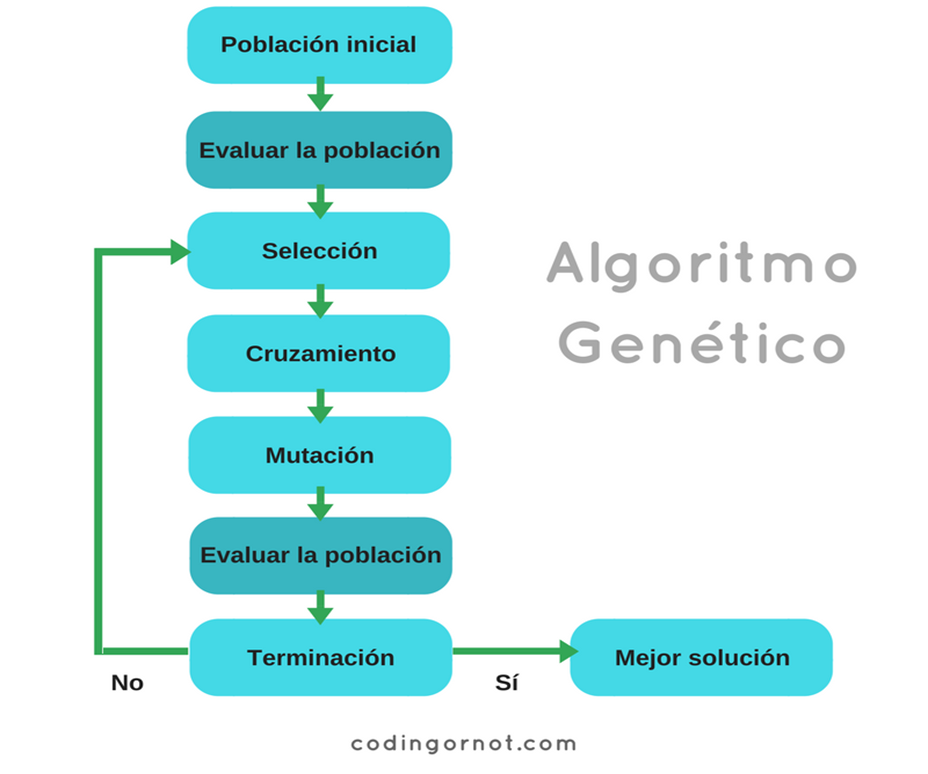 Población inicial
Evaluar la población
Selección
Algoritmo
Genético
Cruzamiento
Mutación
Evaluar la población
Terminación
Mejor solución
No
Sí
codingornot.com